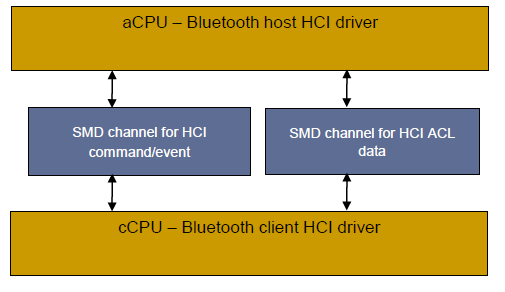 aCPU – Bluetooth host HCI driver
SMD channel for HCI
command/event
SMD channel for HCI ACL
data
cCPU – Bluetooth client HCI driver